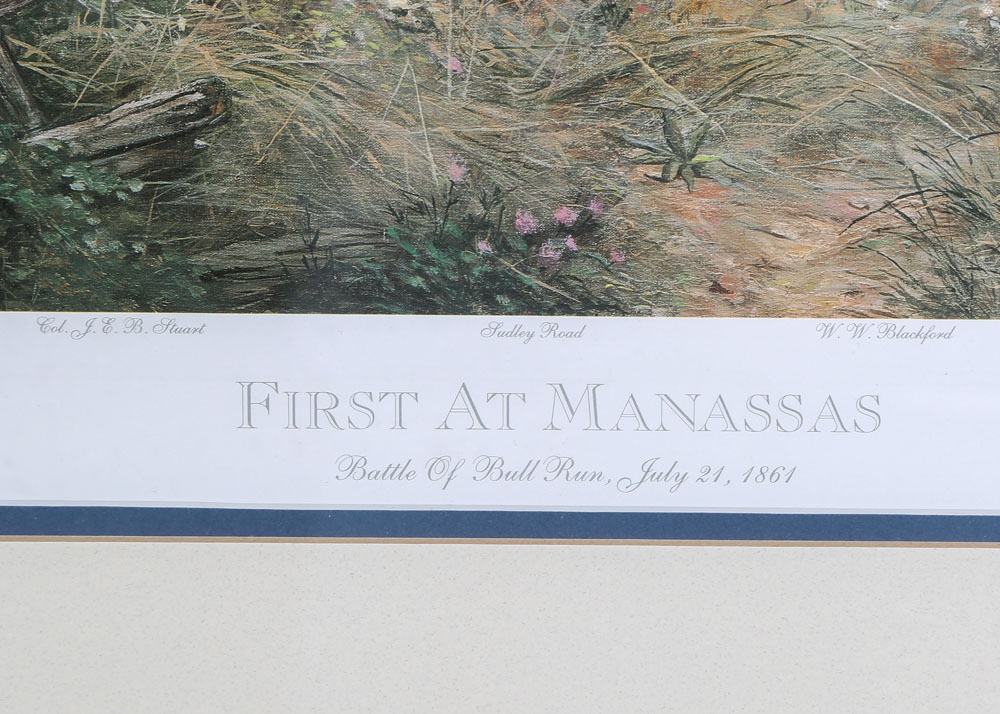 Col. J. E. B. Stuart Sudley Road W. W. Blackford
First At Manassas
Battle Of Bull Run, July 21, 1861